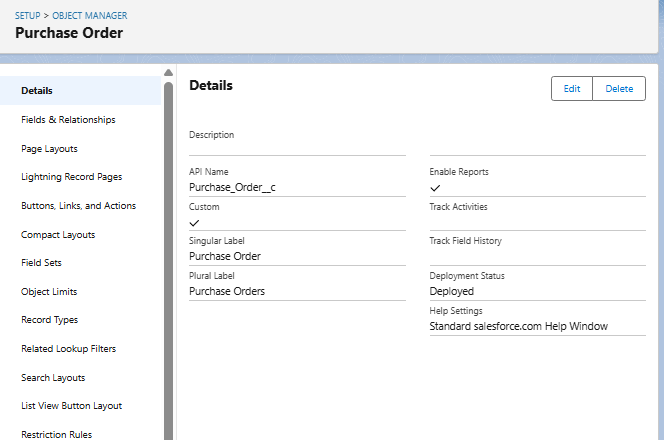 SETUP > OBJECT MANAGER
Purchase Order
Details
Fields & Relationships
Page Layouts
Lightning Record Pages
Buttons, Links, and Actions
Compact Layouts
Field Sets
Object Limits
Record Types
Related Lookup Filters
Search Layouts
List View Button Layout
Restriction Rules
Details
Edit
Delete
Description
API Name
Purchase_Order__c
Custom
Singular Label
Purchase Order
Plural Label
Purchase Orders
Enable Reports
Track Activities
Track Field History
Deployment Status
Deployed
Help Settings
Standard salesforce.com Help Window